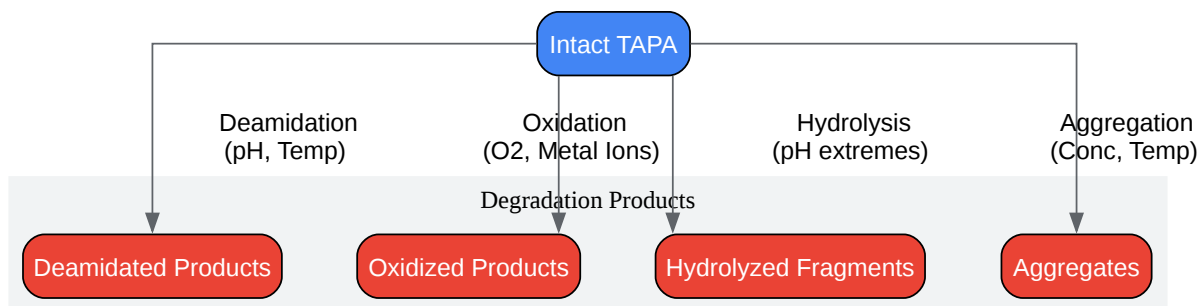 Intact TAPA
Deamidation
(pH, Temp)
Oxidation
(O2, Metal Ions)
Hydrolysis
(pH extremes)
Aggregation
(Conc, Temp)
Degradation Products
Deamidated Products
Oxidized Products
Hydrolyzed Fragments
Aggregates